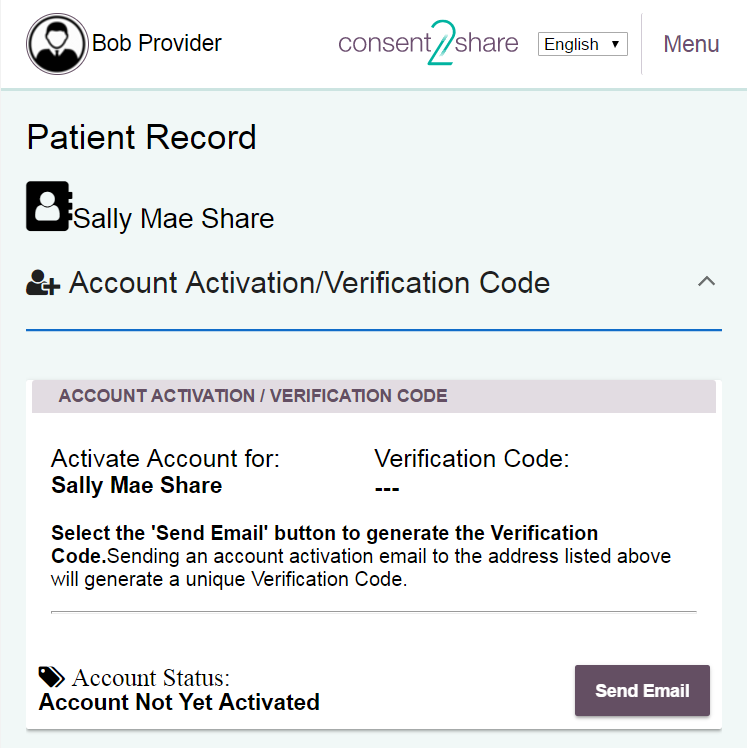 Bob Provider
consent2share
English
Menu
Patient Record
Sally Mae Share
Account Activation/Verification Code
ACCOUNT ACTIVATION / VERIFICATION CODE
Activate Account for:
Sally Mae Share
Verification Code:
---
Select the 'Send Email' button to generate the Verification
Code.Sending an account activation email to the address listed above
will generate a unique Verification Code.
Account Status:
Account Not Yet Activated
Send Email